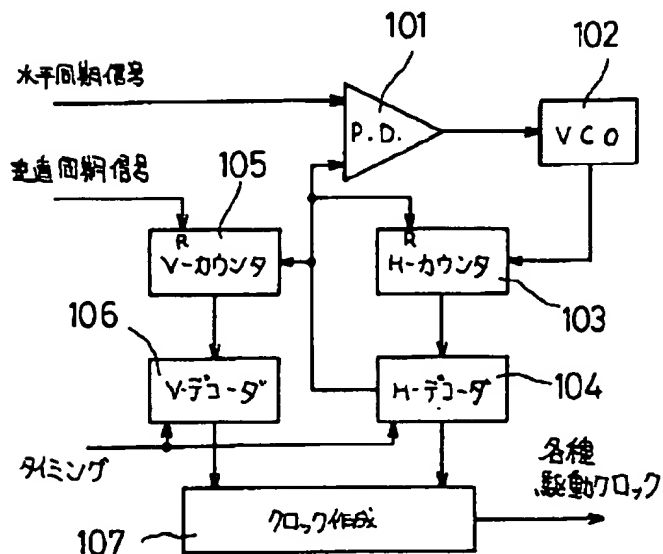 101
102
水平同期信号
P.D.
VCO
垂直同期信号
105
R
V-カウンタ
R
H-カウンタ
103
106
V-デコーダ
H-デコーダ
104
タイミング
各種
駆動クロック
クロック作成
107